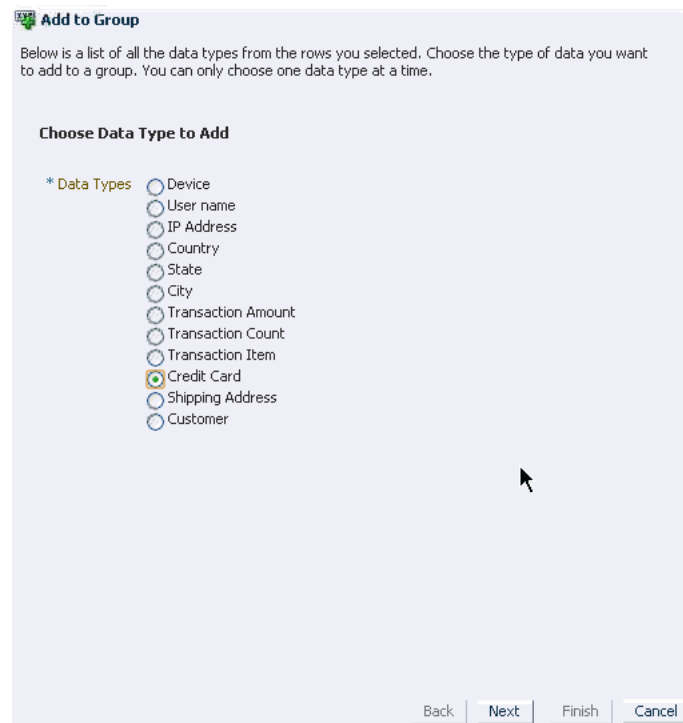 Add to Group
Below is a list of all the data types from the rows you selected. Choose the type of data you want
to add to a group. You can only choose one data type at a time.
Choose Data Type to Add
* Data Types
Device
User name
IP Address
Country
State
City
Transaction Amount
Transaction Count
Transaction Item
Credit Card
Shipping Address
Customer
Back Next Finish Cancel